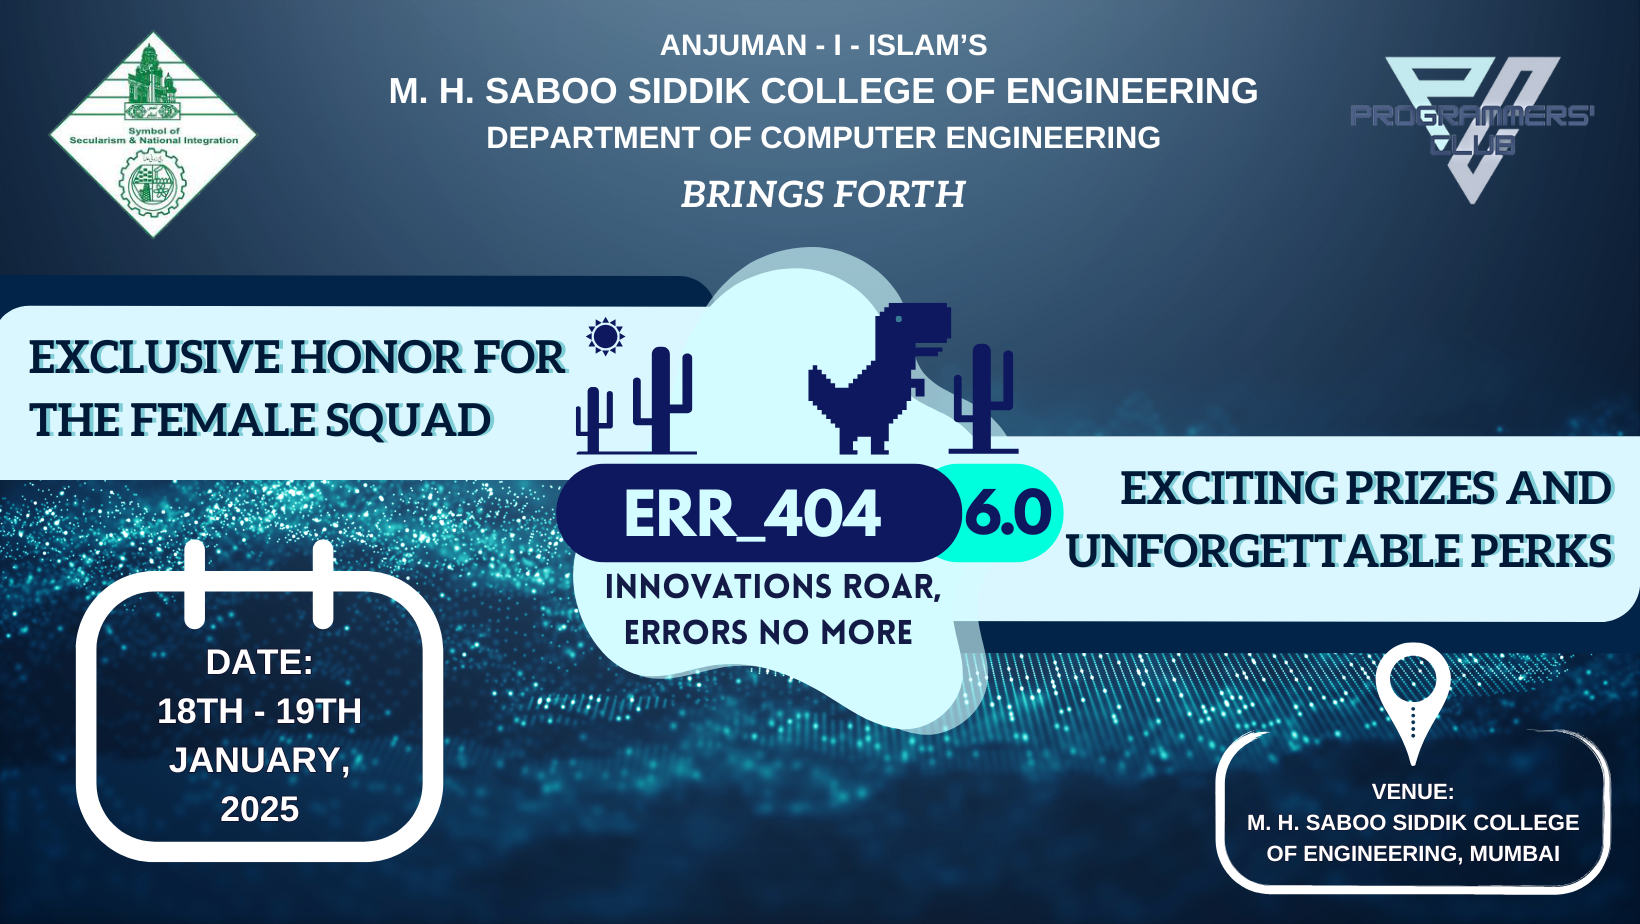 ANJUMAN - I - ISLAM’S
M. H. SABOO SIDDIK COLLEGE OF ENGINEERING
DEPARTMENT OF COMPUTER ENGINEERING
BRINGS FORTH
Symbol of
Secularism & National Integration
PROGRAMMERS'
CLUB
EXCLUSIVE HONOR FOR
THE FEMALE SQUAD
ERR_404 6.0
INNOVATIONS ROAR,
ERRORS NO MORE
EXCITING PRIZES AND
UNFORGETTABLE PERKS
DATE:
18TH - 19TH
JANUARY,
2025
VENUE:
M. H. SABOO SIDDIK COLLEGE
OF ENGINEERING, MUMBAI